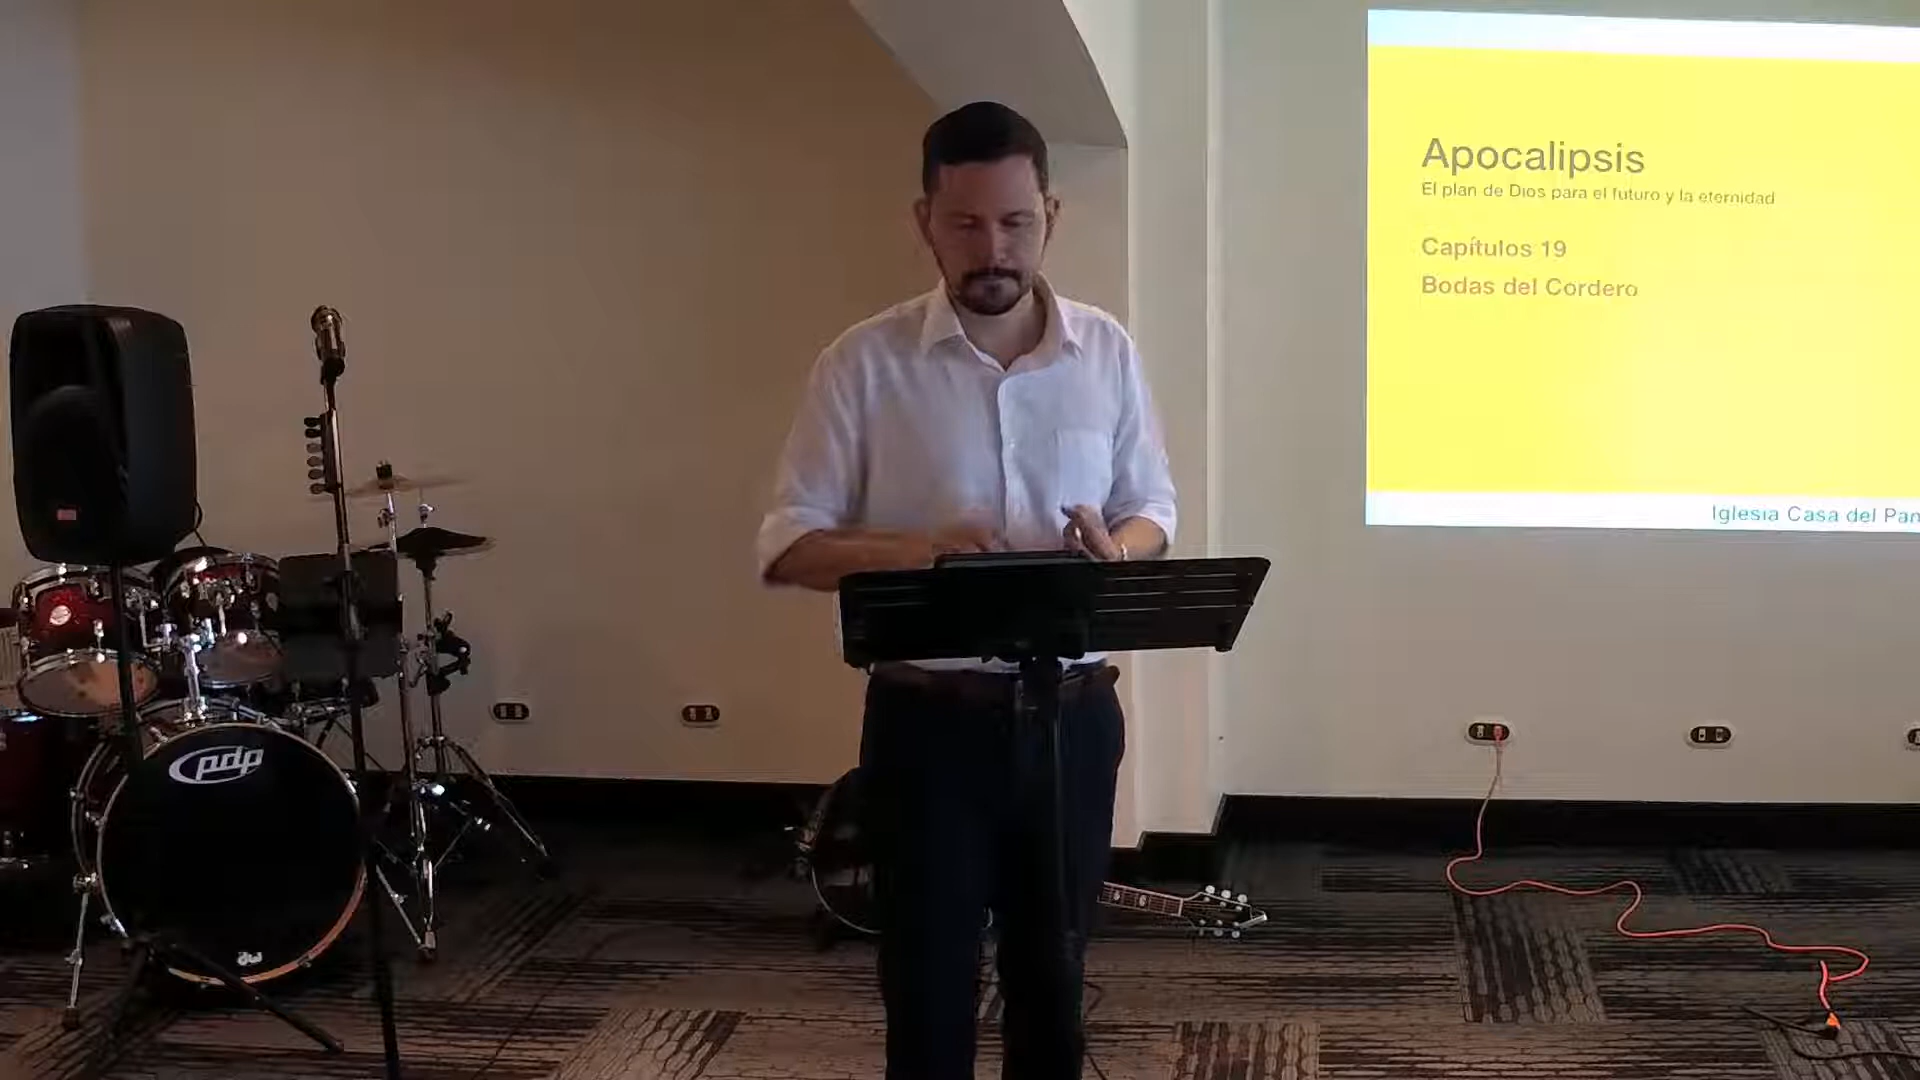 Apocalipsis
El plan de Dios para el futuro y la eternidad
Capítulos 19
Bodas del Cordero
Iglesia Casa del Pan
pdp
dw